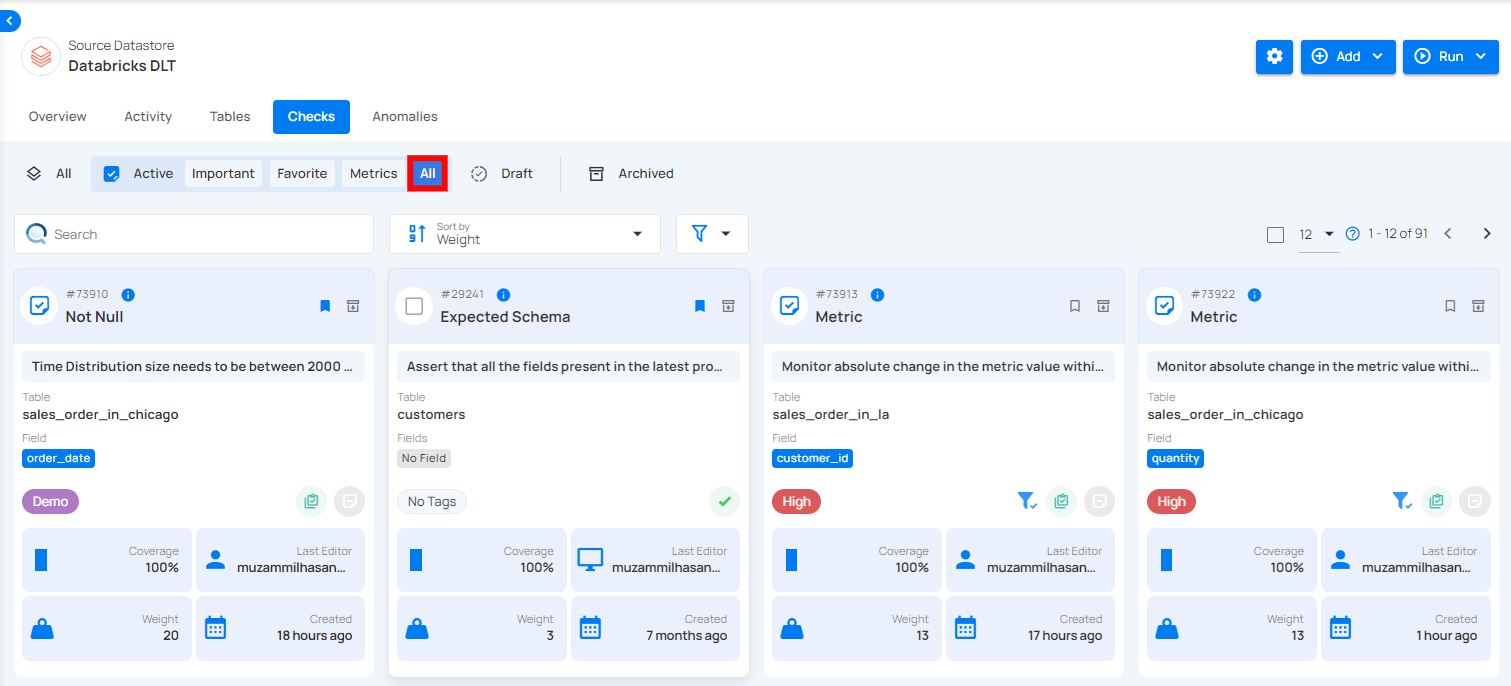 Source Datastore
Databricks DLT
Add
Run
Overview Activity Tables Checks Anomalies
All Active Important Favorite Metrics All Draft Archived
Search
Sort by
Weight
12 1 - 12 of 91
#73910
Not Null
Time Distribution size needs to be between 2000 ...
Table
sales_order_in_chicago
Field
order_date
Demo
Coverage
100%
Last Editor
muzammilhasan...
Weight
20
Created
18 hours ago
#29241
Expected Schema
Assert that all the fields present in the latest pro...
Table
customers
Fields
No Field
No Tags
Coverage
100%
Last Editor
muzammilhasan...
Weight
3
Created
7 months ago
#73913
Metric
Monitor absolute change in the metric value withi...
Table
sales_order_in_la
Field
customer_id
High
Coverage
100%
Last Editor
muzammilhasan...
Weight
13
Created
17 hours ago
#73922
Metric
Monitor absolute change in the metric value withi...
Table
sales_order_in_chicago
Field
quantity
High
Coverage
100%
Last Editor
muzammilhasan...
Weight
13
Created
1 hour ago